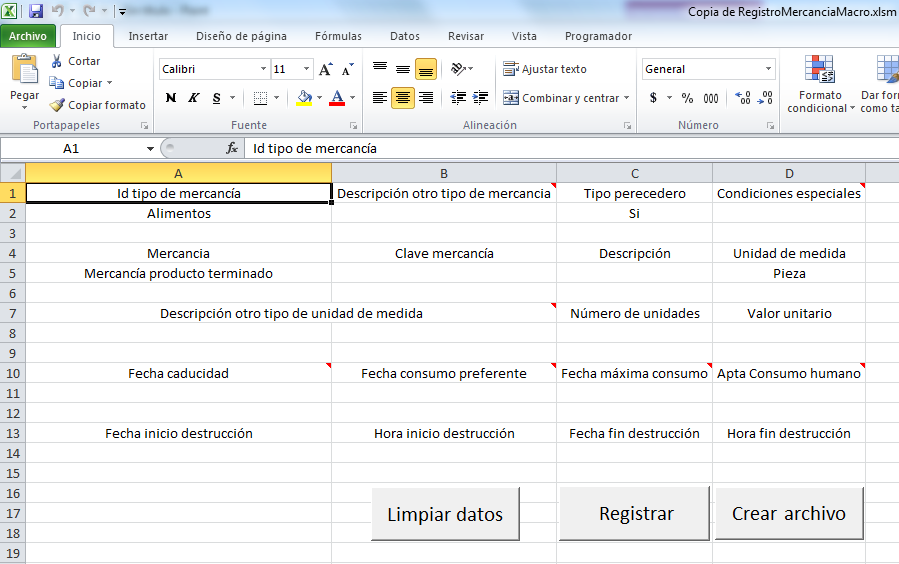 Copia de RegistroMercanciaMacro.xlsm
Archivo Inicio Insertar Diseño de página Fórmulas Datos Revisar Vista Programador
Pegar
Cortar
Copiar
Copiar formato
Portapapeles
Calibri 11
N K S
Fuente
Ajustar texto
Combinar y centrar
Alineación
General
$ % 000
Número
Formato condicional
Dar for
como ta
A1 fx Id tipo de mercancía
A B C D
1 Id tipo de mercancía Descripción otro tipo de mercancia Tipo perecedero Condiciones especiales
2 Alimentos Si
3
4 Mercancia Clave mercancía Descripción Unidad de medida
5 Mercancía producto terminado Pieza
6
7 Descripción otro tipo de unidad de medida Número de unidades Valor unitario
8
9
10 Fecha caducidad Fecha consumo preferente Fecha máxima consumo Apta Consumo humano
11
12
13 Fecha inicio destrucción Hora inicio destrucción Fecha fin destrucción Hora fin destrucción
14
15
16
17 Limpiar datos Registrar Crear archivo
18
19